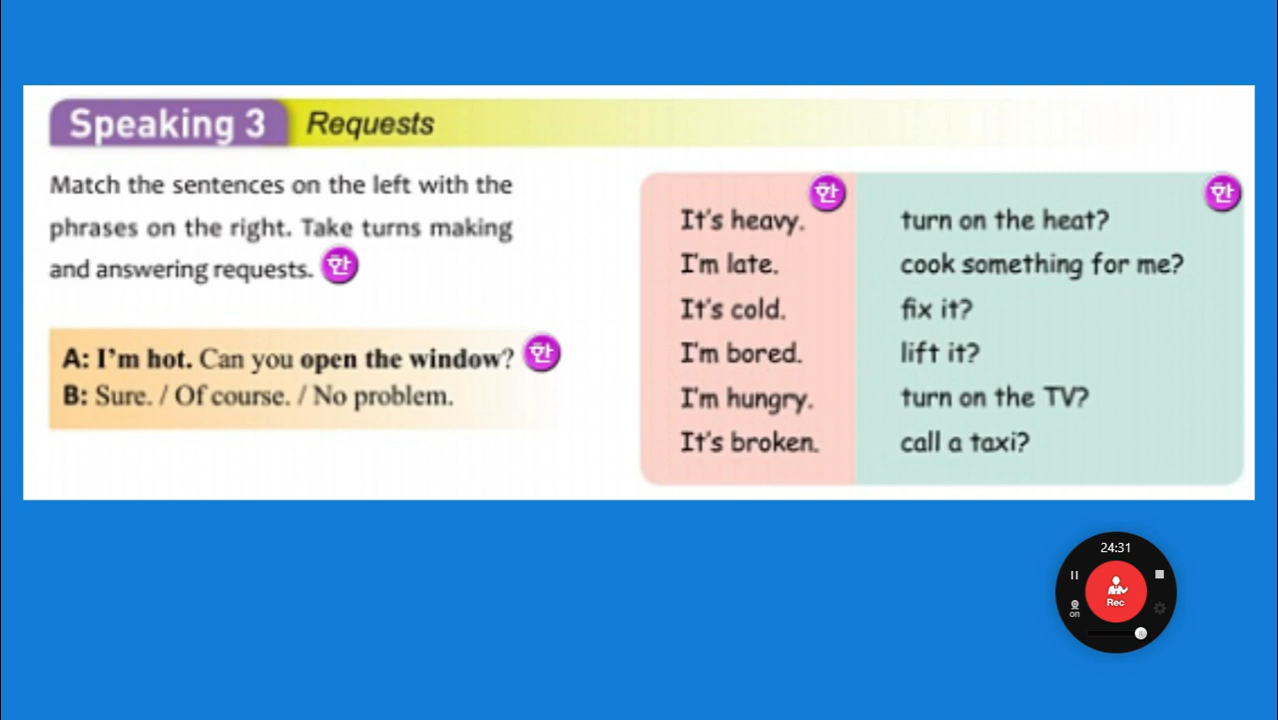 Speaking 3 Requests
Match the sentences on the left with the
phrases on the right. Take turns making
and answering requests. 한
A: I'm hot. Can you open the window? 한
B: Sure. / Of course. / No problem.
한
It's heavy.
I'm late.
It's cold.
I'm bored.
I'm hungry.
It's broken.
한
turn on the heat?
cook something for me?
fix it?
lift it?
turn on the TV?
call a taxi?
24:31
Rec
on